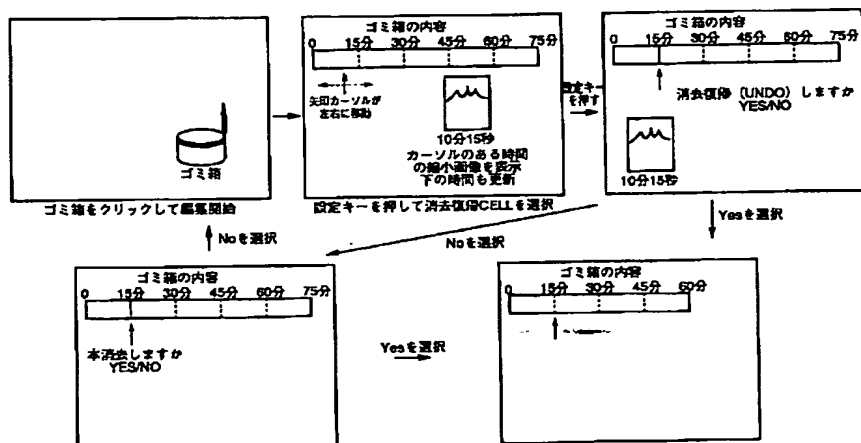 ゴミ箱
ゴミ箱をクリックして編集開始
ゴミ箱の内容
0 15分 30分 45分 60分 75分
矢印カーソルが
左右に移動
10分15秒
カーソルのある時間
の縮小画像を表示
下の時間も更新
設定キーを押して消去復帰CELLを選択
設定キー
を押す
ゴミ箱の内容
0 15分 30分 45分 60分 75分
消去復帰(UNDO)しますか
YES/NO
10分15秒
Noを選択
Noを選択
Yesを選択
ゴミ箱の内容
0 15分 30分 45分 60分 75分
本消去しますか
YES/NO
Yesを選択
ゴミ箱の内容
0 15分 30分 45分 60分